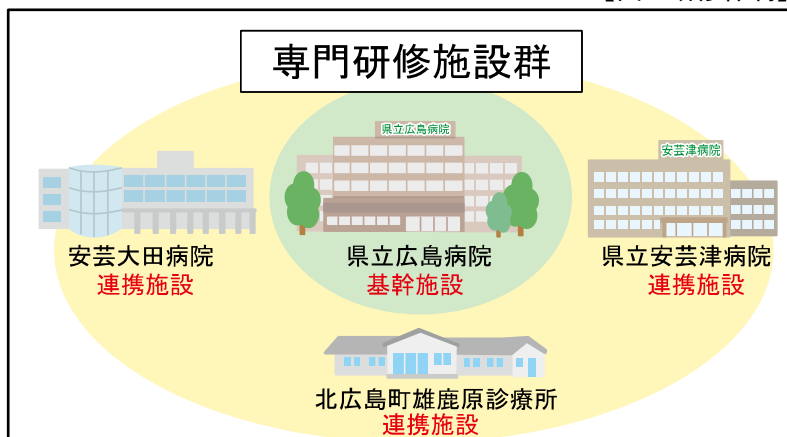 専門研修施設群
県立広島病院
安芸津病院
安芸大田病院
連携施設
県立広島病院
基幹施設
県立安芸津病院
連携施設
北広島町雄鹿原診療所
連携施設